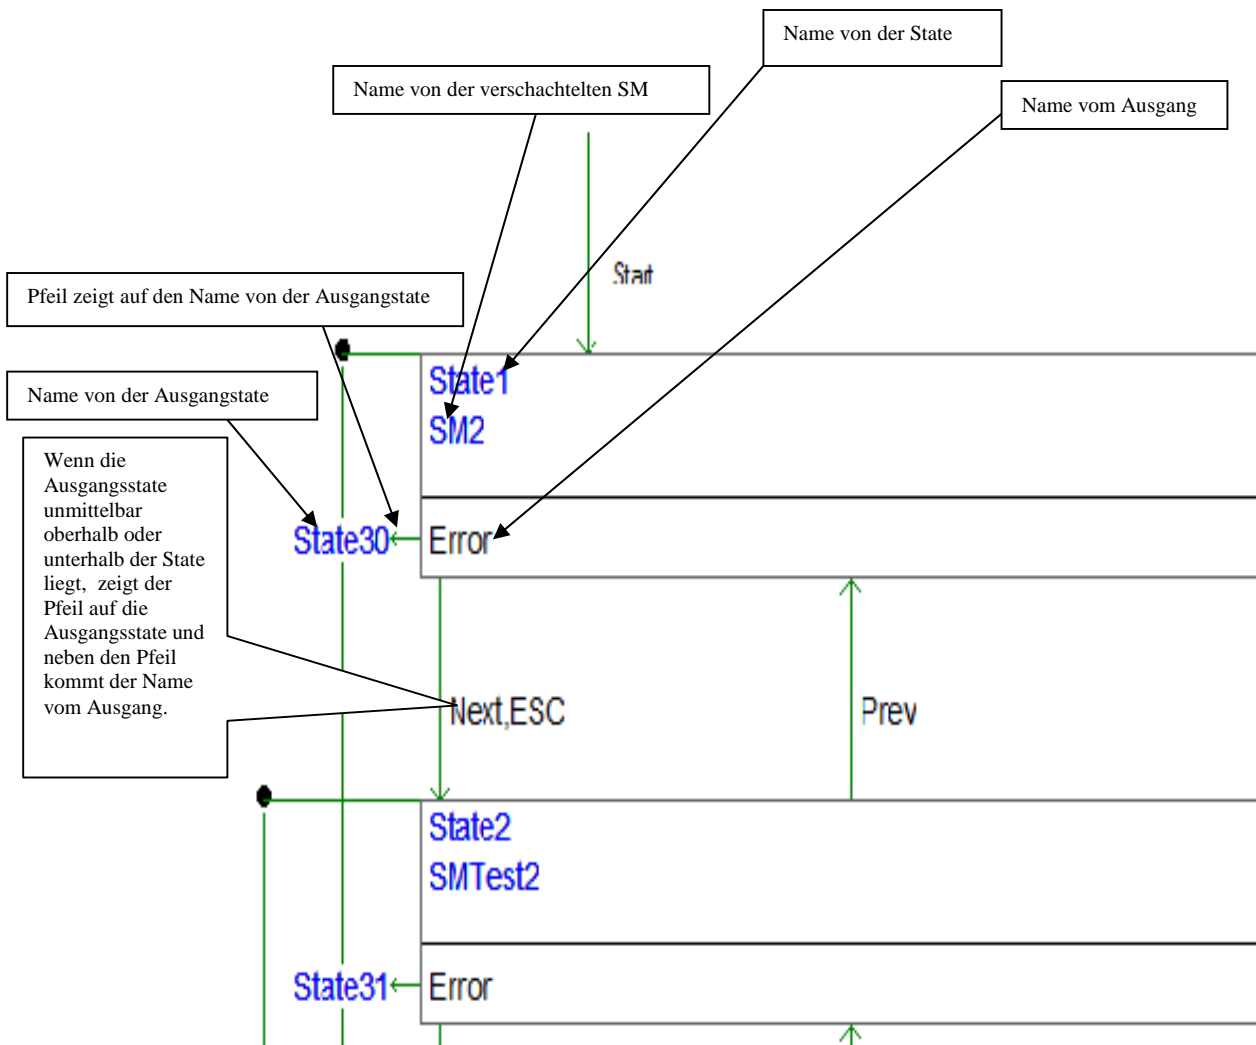 Name von der State
Name von der verschachtelten SM
Name vom Ausgang
Start
Pfeil zeigt auf den Name von der Ausgangstate
State1
SM2
Name von der Ausgangstate
Wenn die
Ausgangsstate
unmittelbar
oberhalb oder
unterhalb der State
liegt, zeigt der
Pfeil auf die
Ausgangsstate und
neben den Pfeil
kommt der Name
vom Ausgang.
State30
Error
Next,ESC
Prev
State2
SMTest2
State31
Error